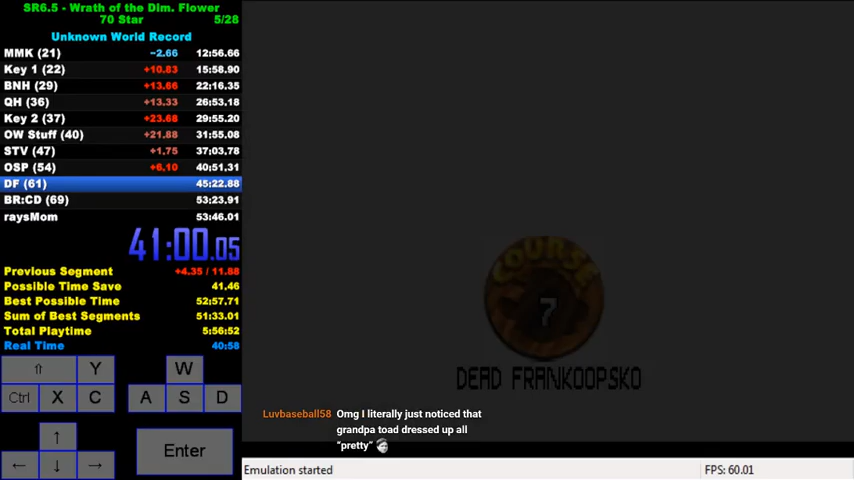 SR6.5 - Wrath of the Dim. Flower
70 Star 5/28
Unknown World Record
MMK (21) -2.66 12:56.66
Key 1 (22) +10.83 15:58.90
BNH (29) +13.66 22:16.35
QH (36) +13.33 26:53.18
Key 2 (37) +23.68 29:55.20
OW Stuff (40) +21.88 31:55.08
STV (47) +1.75 37:03.78
OSP (54) +6.10 40:51.31
DF (61) 45:22.88
BR:CD (69) 53:23.91
raysMom 53:46.01
41:00.05
Previous Segment +4.35 / 11.88
Possible Time Save 41.46
Best Possible Time 52:57.71
Sum of Best Segments 51:33.01
Total Playtime 5:56:52
Real Time 40:58
⇧ Y W
Ctrl X C A S D
↑ Enter
← ↓ →
COURSE
7
DEAD FRANKOOPSKO
Luvbaseball58 Omg I literally just noticed that
grandpa toad dressed up all
“pretty”
Emulation started FPS: 60.01